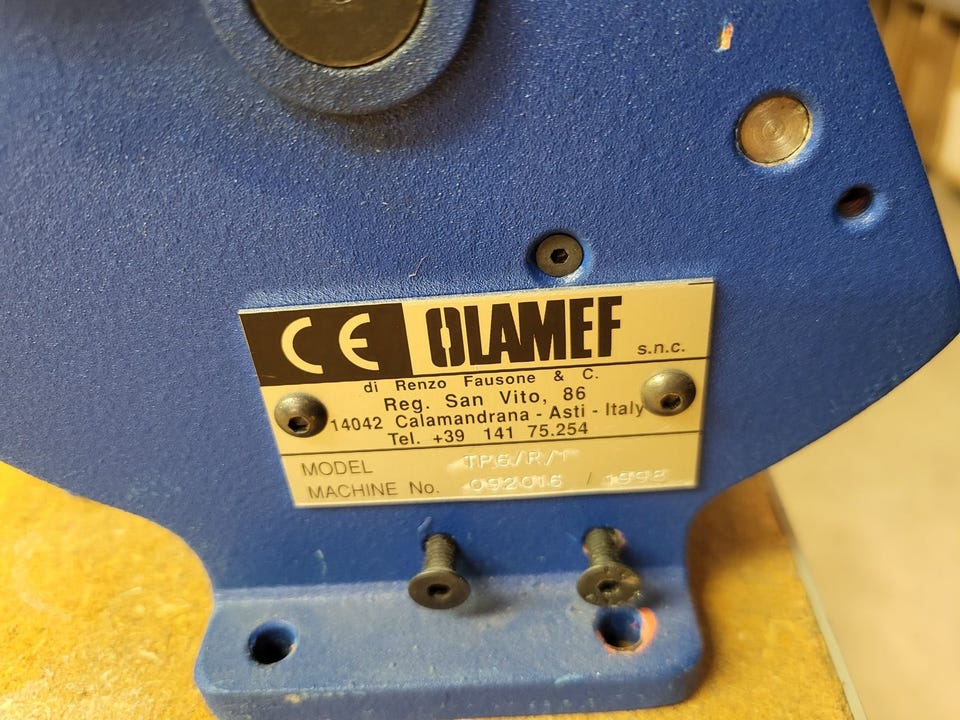 CE OLAMEF s.n.c.
di Renzo Fausone & C.
Reg. San Vito, 86
14042 Calamandrana - Asti - Italy
Tel. +39 141 75.254
MODEL TP6/R/1
MACHINE No. 092016 / 1998